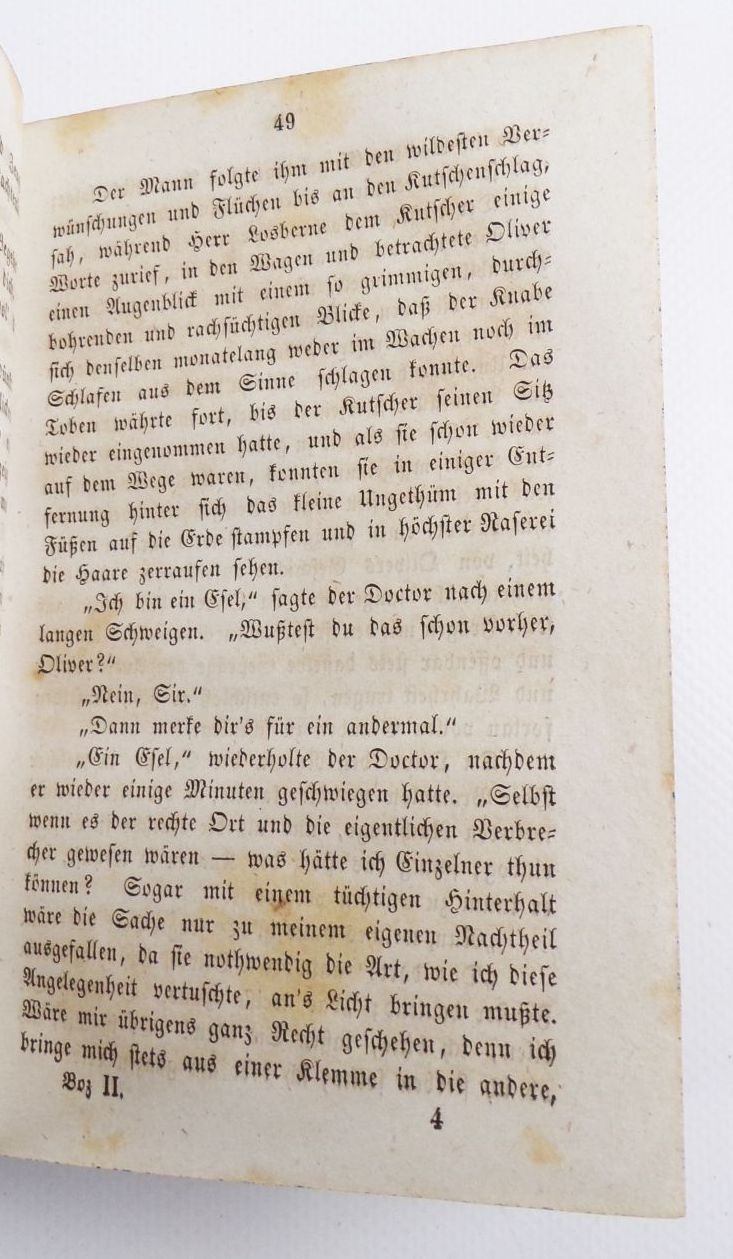 49
Der Mann folgte ihm mit den wildesten Ver=
wünschungen und Flüchen bis an den Kutschenschlag,
sah, während Herr Losberne dem Kutscher einige
Worte zurief, in den Wagen und betrachtete Oliver
einen Augenblick mit einem so grimmigen, durch=
bohrenden und rachsüchtigen Blicke, daß der Knabe
sich denselben monatelang weder im Wachen noch im
Schlafen aus dem Sinne schlagen konnte. Das
Toben währte fort, bis der Kutscher seinen Sitz
wieder eingenommen hatte, und als sie schon wieder
auf dem Wege waren, konnten sie in einiger Ent=
fernung hinter sich das kleine Ungethüm mit den
Füßen auf die Erde stampfen und in höchster Raserei
die Haare zerraufen sehen.
„Ich bin ein Esel,“ sagte der Doctor nach einem
langen Schweigen. „Wußtest du das schon vorher,
Oliver?“
„Nein, Sir.“
„Dann merke dir's für ein andermal.“
„Ein Esel,“ wiederholte der Doctor, nachdem
er wieder einige Minuten geschwiegen hatte. „Selbst
wenn es der rechte Ort und die eigentlichen Verbre=
cher gewesen wären — was hätte ich Einzelner thun
können? Sogar mit einem tüchtigen Hinterhalt
wäre die Sache nur zu meinem eigenen Nachtheil
ausgefallen, da sie nothwendig die Art, wie ich diese
Angelegenheit vertuschte, an's Licht bringen mußte.
Wäre mir übrigens ganz Recht geschehen, denn ich
bringe mich stets aus einer Klemme in die andere,
Boz II.
4